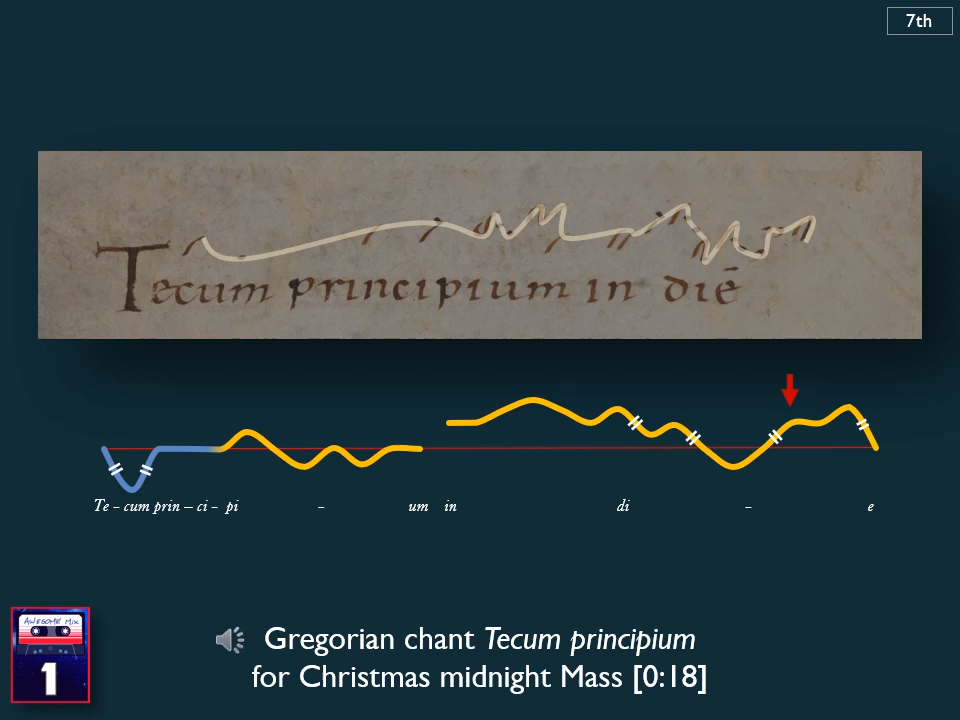 7th
Tecum principium in diē
Te – cum prin – ci – pi – um in di – e
AWESOME MIX
1
Gregorian chant Tecum principium
for Christmas midnight Mass [0:18]